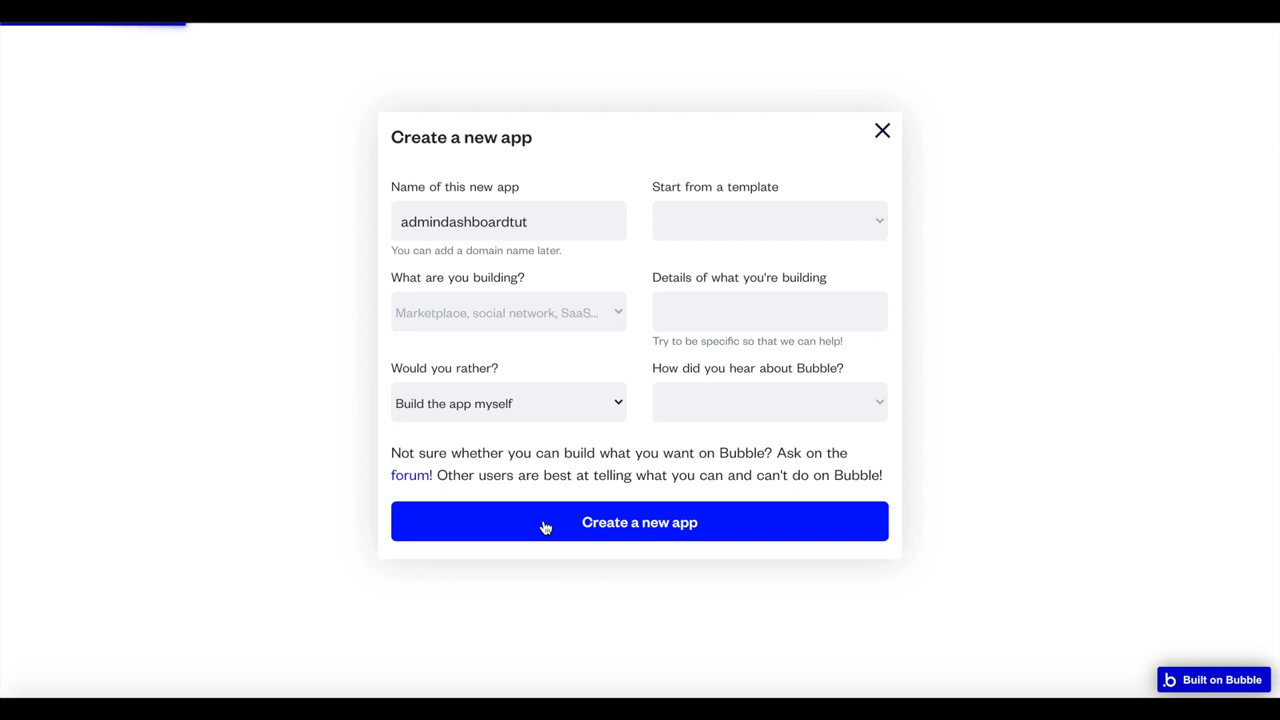 Create a new app
Name of this new app
Start from a template
admindashboardtut
You can add a domain name later.
What are you building?
Details of what you're building
Marketplace, social network, SaaS...
Try to be specific so that we can help!
Would you rather?
How did you hear about Bubble?
Build the app myself
Not sure whether you can build what you want on Bubble? Ask on the
forum! Other users are best at telling what you can and can't do on Bubble!
Create a new app
b Built on Bubble